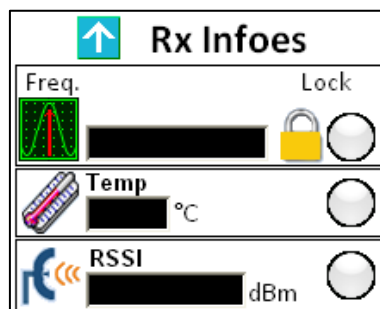 Rx Infoes
Freq. Lock
Temp
°C
RSSI
dBm